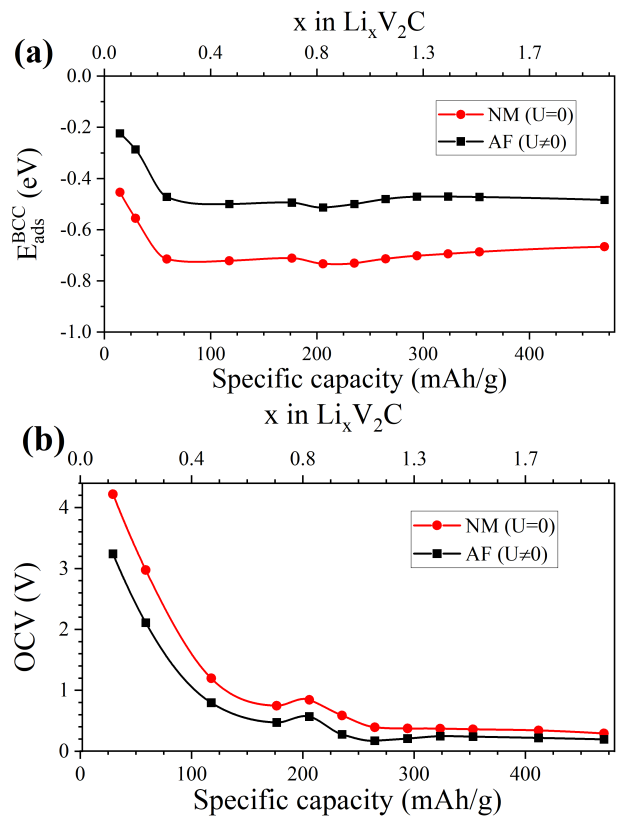 (a)
x in LixV2C
0.0 0.4 0.8 1.3 1.7
0.0
-0.2
-0.4
-0.6
-0.8
-1.0
E^BCC_ads (eV)
NM (U=0)
AF (U≠0)
0 100 200 300 400
Specific capacity (mAh/g)
(b)
x in LixV2C
0.0 0.4 0.8 1.3 1.7
4
3
2
1
0
OCV (V)
NM (U=0)
AF (U≠0)
0 100 200 300 400
Specific capacity (mAh/g)